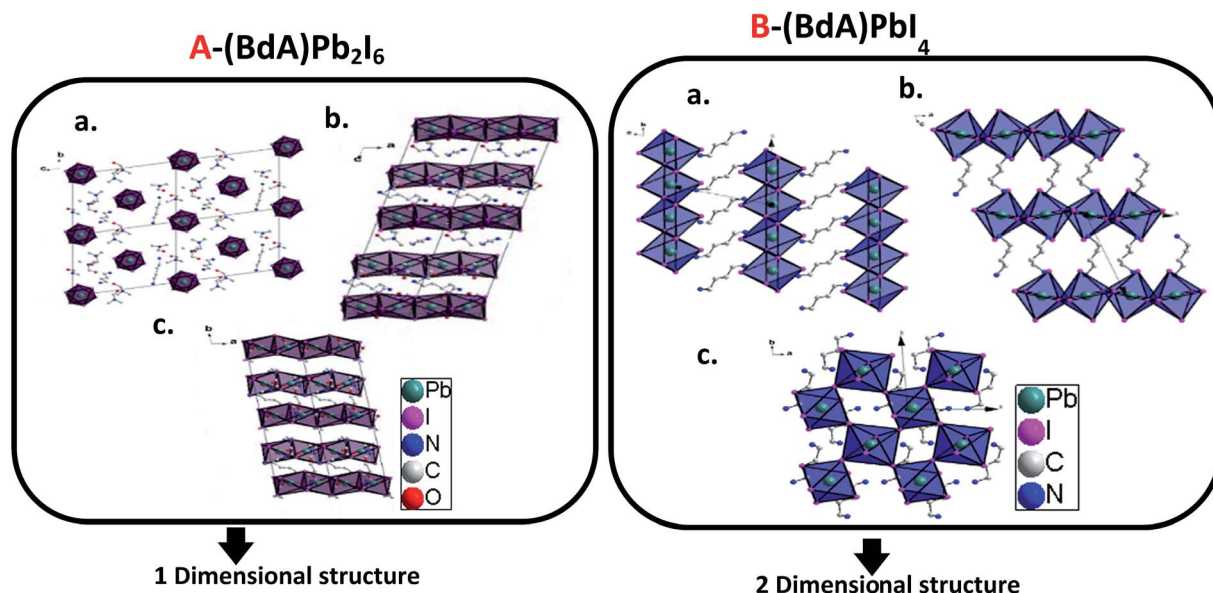 A-(BdA)Pb₂I₆
a.
b
c
b.
a
c
c.
b
a
Pb
I
N
C
O
1 Dimensional structure
B-(BdA)PbI₄
a.
b
c
b.
a
c
c.
b
a
Pb
I
C
N
2 Dimensional structure